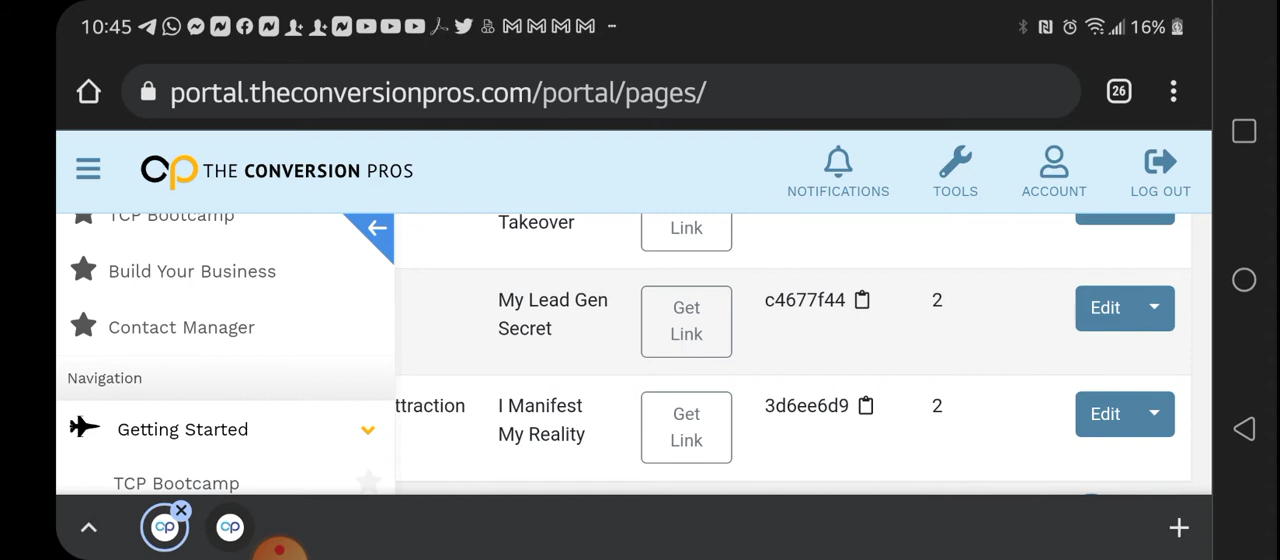 10:45
16%
portal.theconversionpros.com/portal/pages/
26
THE CONVERSION PROS
NOTIFICATIONS
TOOLS
ACCOUNT
LOG OUT
TCP Bootcamp
Build Your Business
Contact Manager
Navigation
Getting Started
TCP Bootcamp
Takeover
Link
My Lead Gen
Secret
Get
Link
c4677f44
2
Edit
ttraction
I Manifest
My Reality
Get
Link
3d6ee6d9
2
Edit